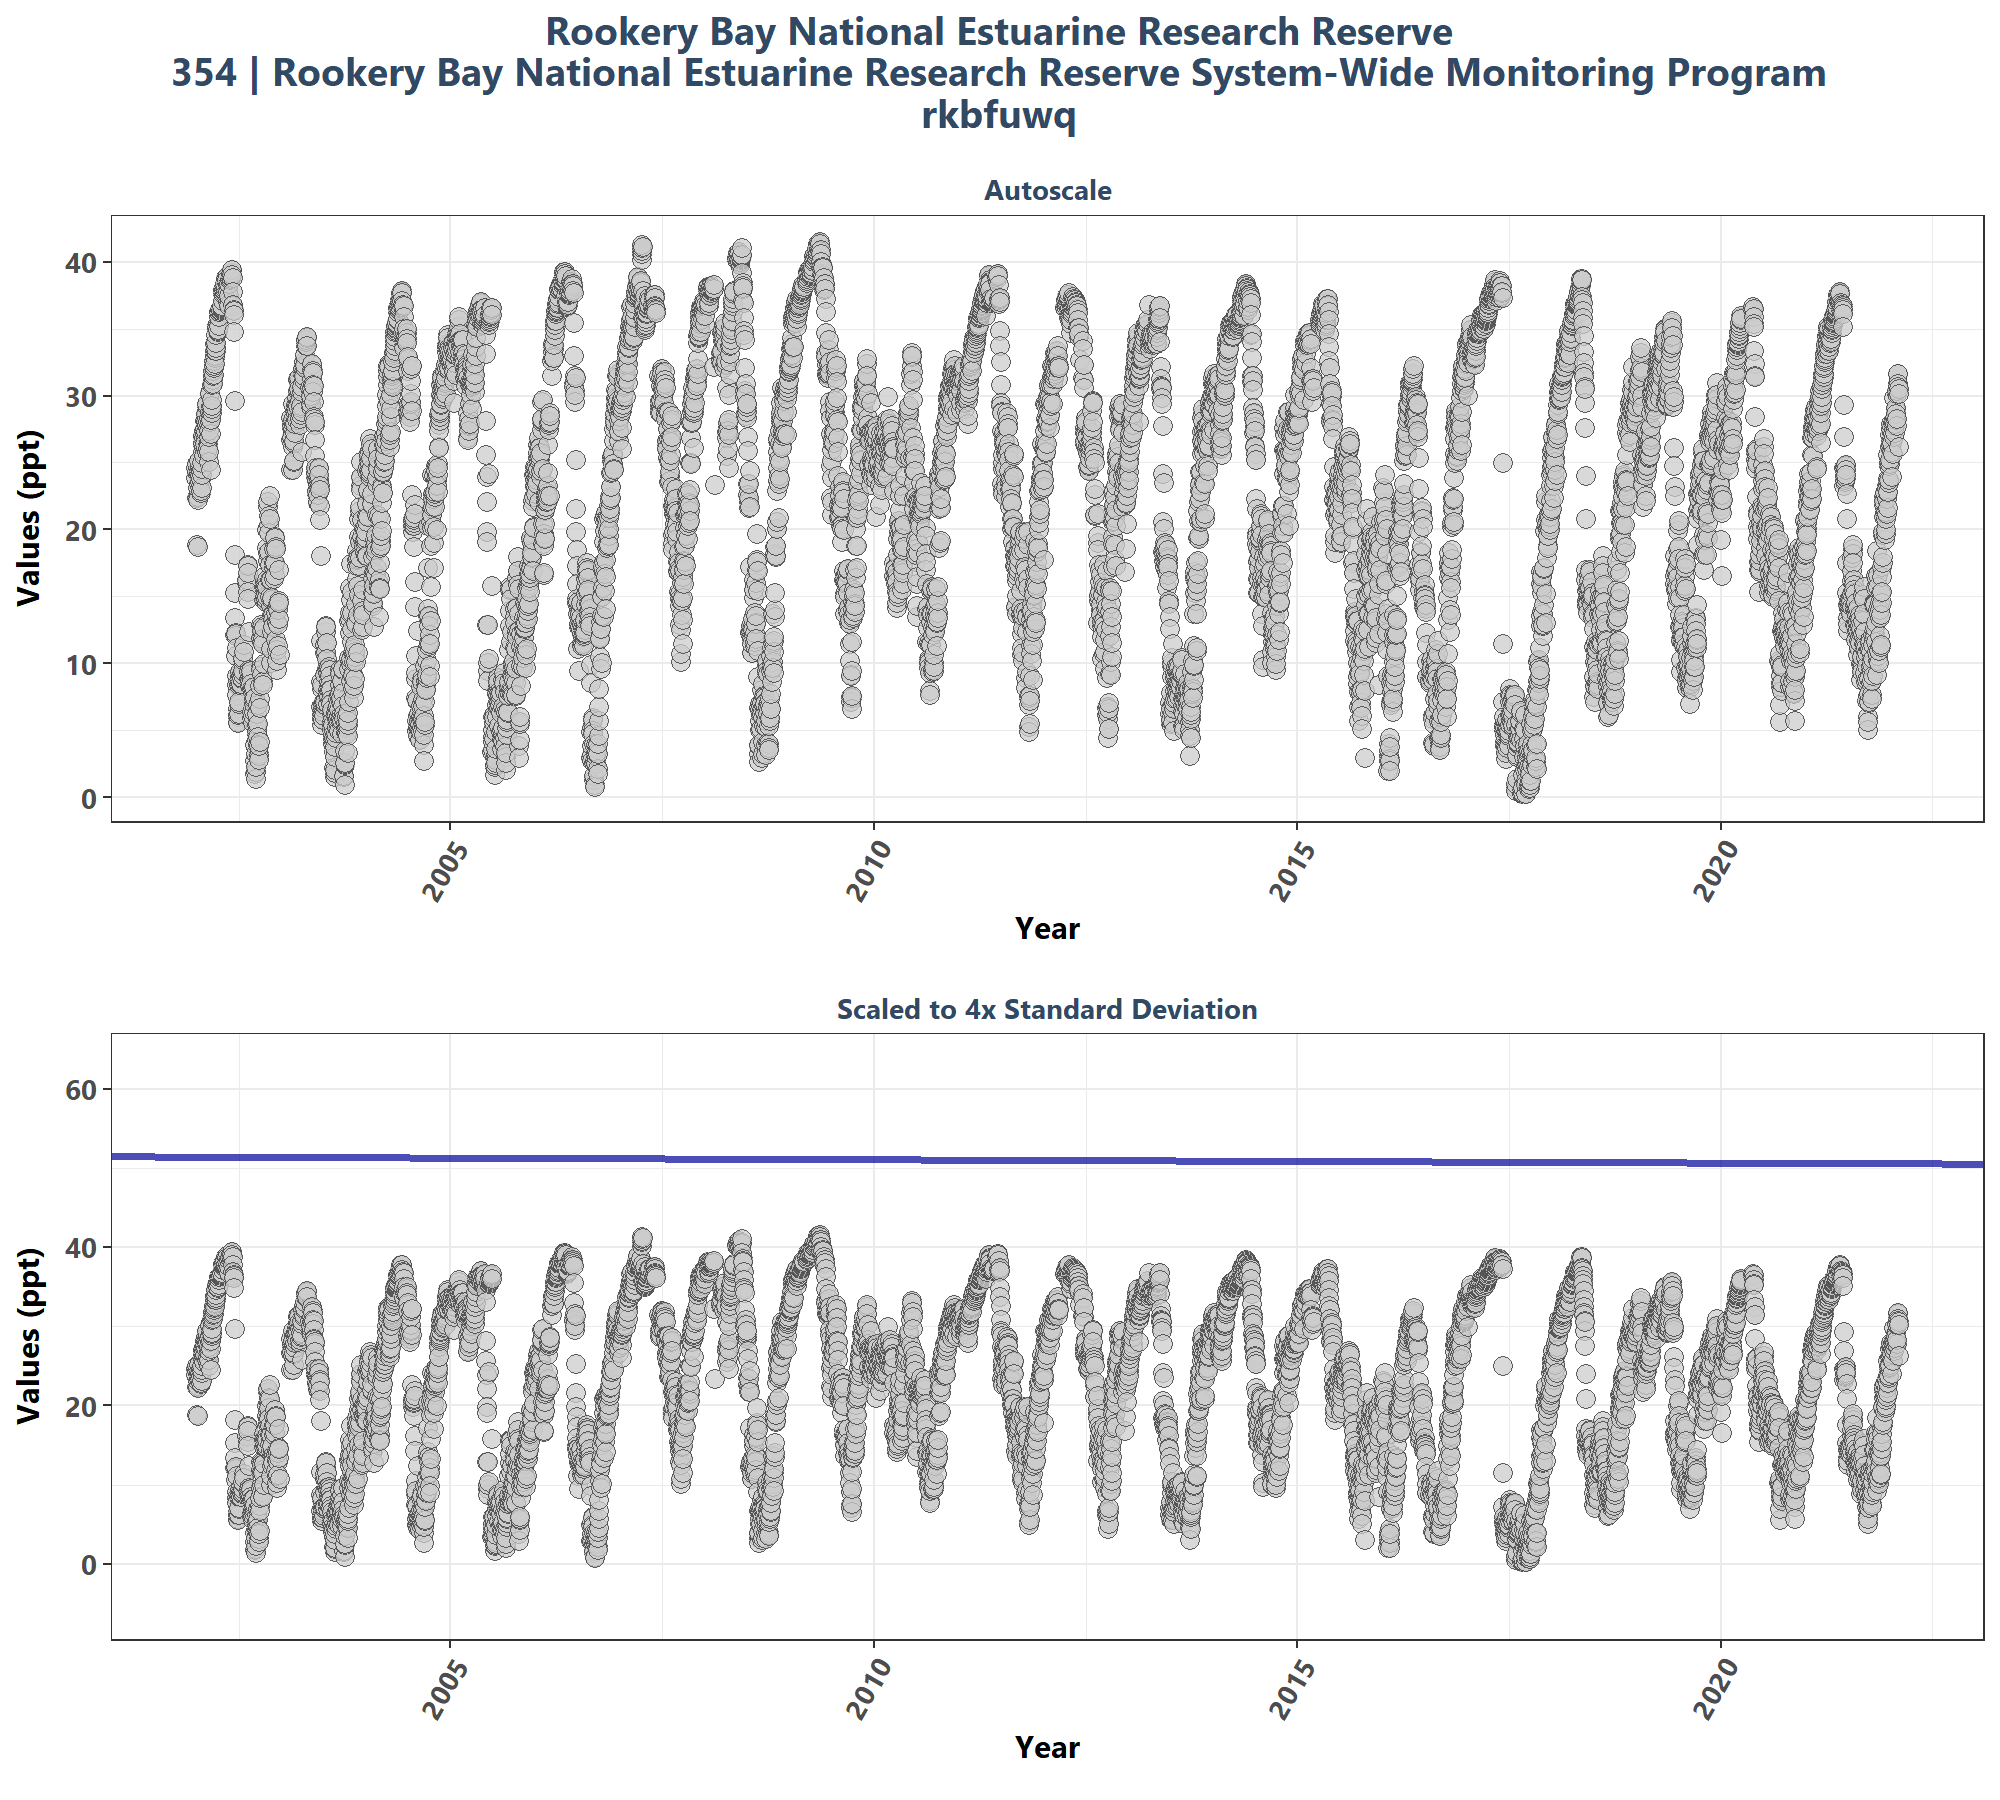 Rookery Bay National Estuarine Research Reserve
354 | Rookery Bay National Estuarine Research Reserve System-Wide Monitoring Program
rkbfuwq
Autoscale
Values (ppt)
40
30
20
10
0
2005
2010
2015
2020
Year
Scaled to 4x Standard Deviation
Values (ppt)
60
40
20
0
2005
2010
2015
2020
Year